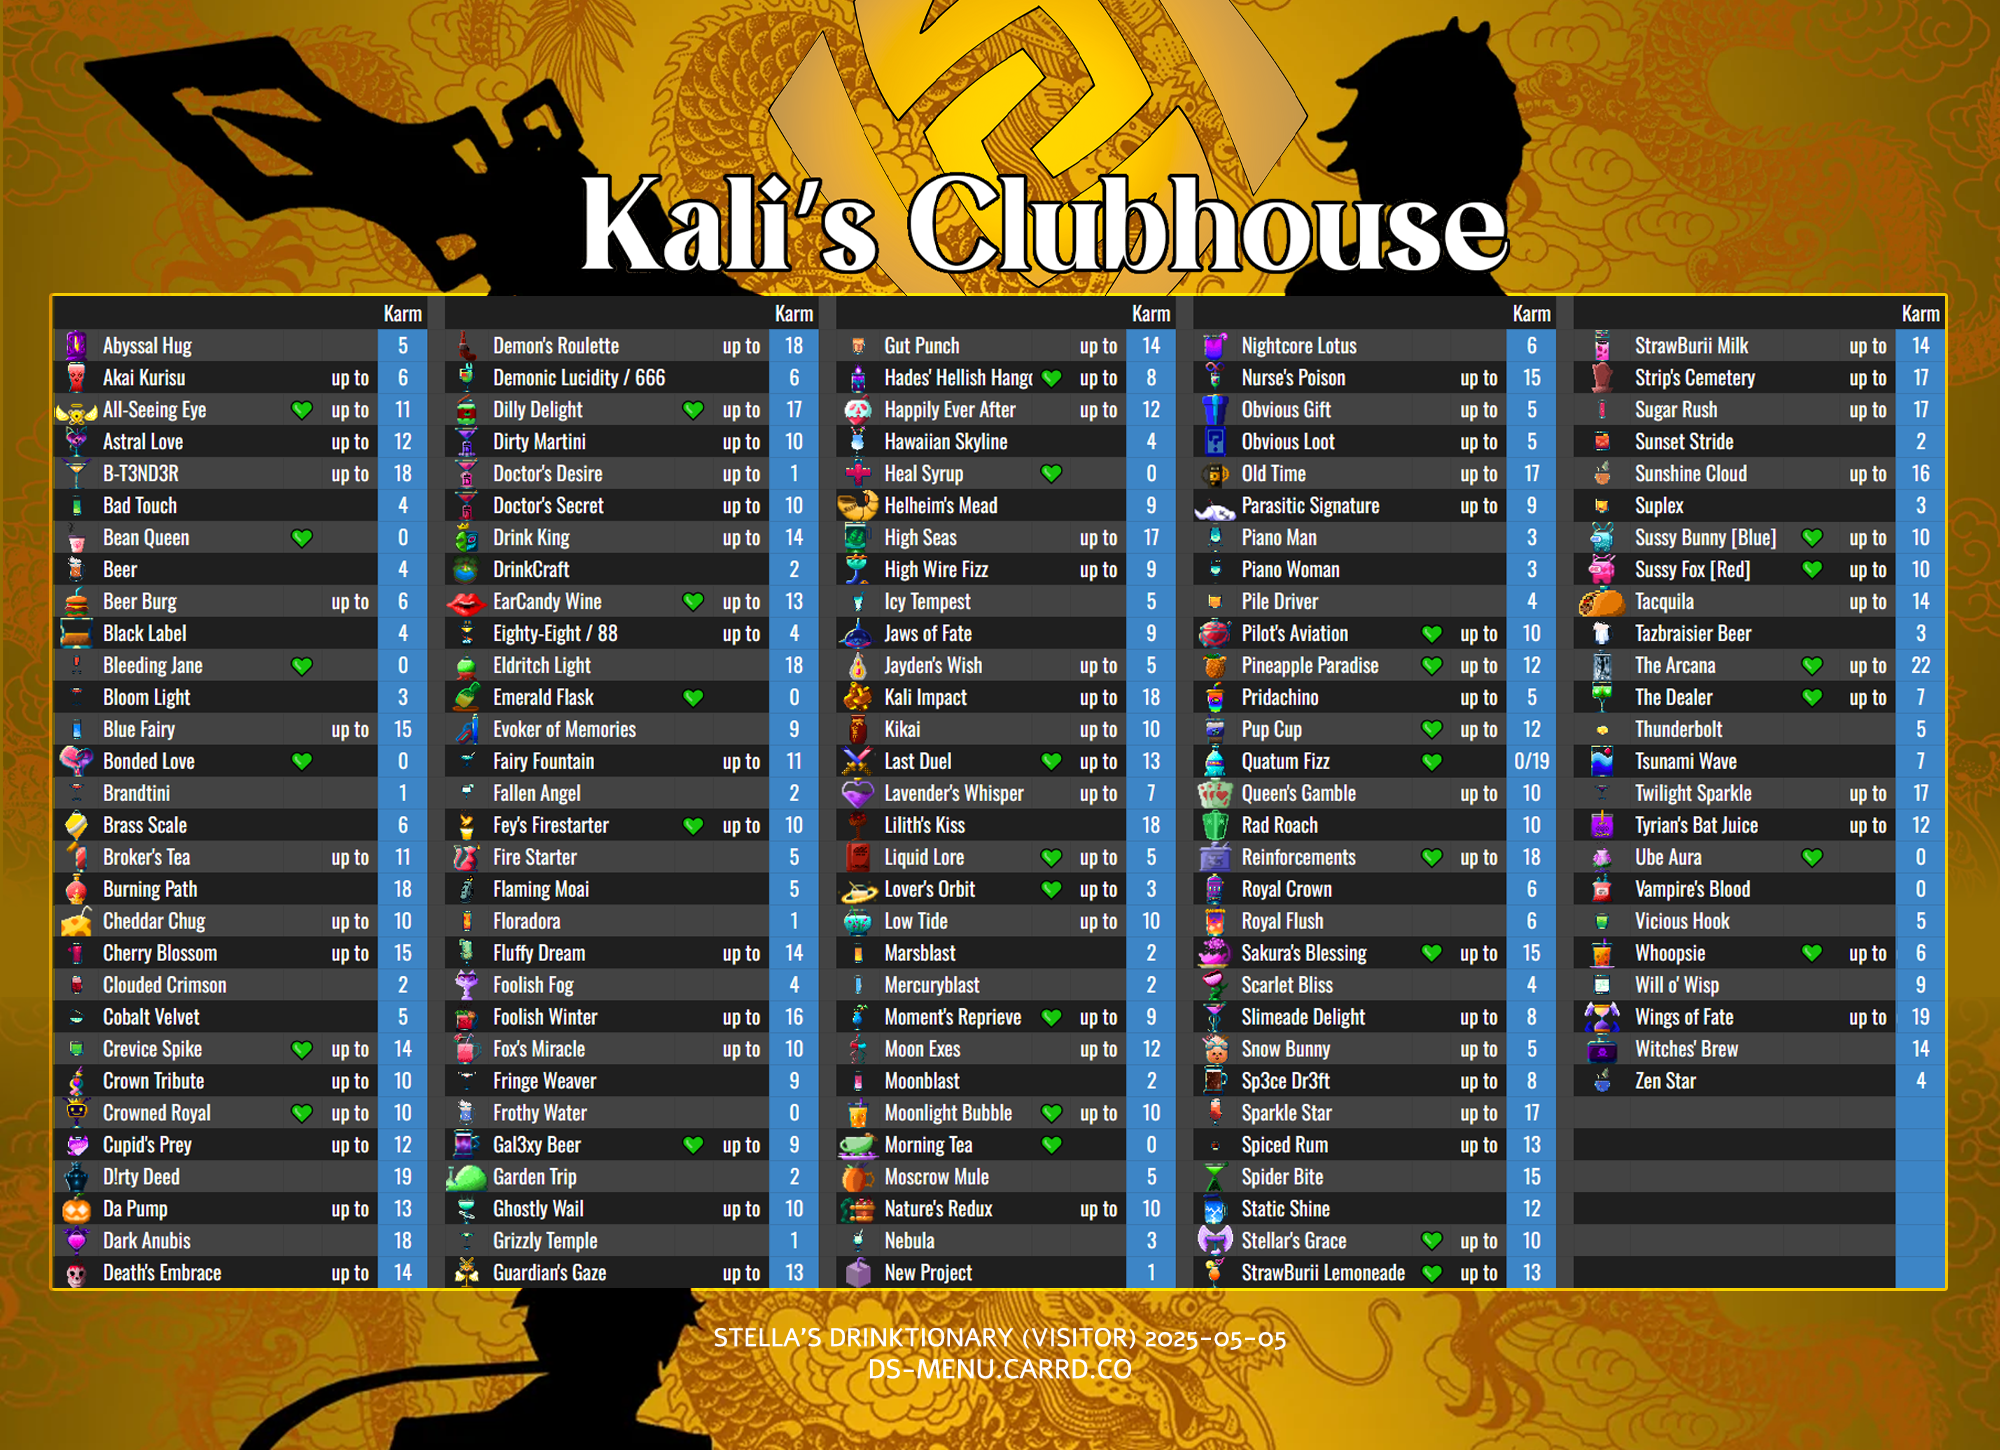 Kali's Clubhouse
Karm
Abyssal Hug 5
Akai Kurisu up to 6
All-Seeing Eye up to 11
Astral Love up to 12
B-T3ND3R up to 18
Bad Touch 4
Bean Queen 0
Beer 4
Beer Burg up to 6
Black Label 4
Bleeding Jane 0
Bloom Light 3
Blue Fairy up to 15
Bonded Love 0
Brandtini 1
Brass Scale 6
Broker's Tea up to 11
Burning Path 18
Cheddar Chug up to 10
Cherry Blossom up to 15
Clouded Crimson 2
Cobalt Velvet 5
Crevice Spike up to 14
Crown Tribute up to 10
Crowned Royal up to 10
Cupid's Prey up to 12
D!rty Deed 19
Da Pump up to 13
Dark Anubis 18
Death's Embrace up to 14
Karm
Demon's Roulette up to 18
Demonic Lucidity / 666 6
Dilly Delight up to 17
Dirty Martini up to 10
Doctor's Desire up to 1
Doctor's Secret up to 10
Drink King up to 14
DrinkCraft 2
EarCandy Wine up to 13
Eighty-Eight / 88 up to 4
Eldritch Light 18
Emerald Flask 0
Evoker of Memories 9
Fairy Fountain up to 11
Fallen Angel 2
Fey's Firestarter up to 10
Fire Starter 5
Flaming Moai 5
Floradora 1
Fluffy Dream up to 14
Foolish Fog 4
Foolish Winter up to 16
Fox's Miracle up to 10
Fringe Weaver 9
Frothy Water 0
Gal3xy Beer up to 9
Garden Trip 2
Ghostly Wail up to 10
Grizzly Temple 1
Guardian's Gaze up to 13
Karm
Gut Punch up to 14
Hades' Hellish Hang up to 8
Happily Ever After up to 12
Hawaiian Skyline 4
Heal Syrup 0
Helheim's Mead 9
High Seas up to 17
High Wire Fizz up to 9
Icy Tempest 5
Jaws of Fate 9
Jayden's Wish up to 5
Kali Impact up to 18
Kikai up to 10
Last Duel up to 13
Lavender's Whisper up to 7
Lilith's Kiss 18
Liquid Lore up to 5
Lover's Orbit up to 3
Low Tide up to 10
Marsblast 2
Mercuryblast 2
Moment's Reprieve up to 9
Moon Exes up to 12
Moonblast 2
Moonlight Bubble up to 10
Morning Tea 0
Moscrow Mule 5
Nature's Redux up to 10
Nebula 3
New Project 1
Karm
Nightcore Lotus 6
Nurse's Poison up to 15
Obvious Gift up to 5
Obvious Loot up to 5
Old Time up to 17
Parasitic Signature up to 9
Piano Man 3
Piano Woman 3
Pile Driver 4
Pilot's Aviation up to 10
Pineapple Paradise up to 12
Pridachino up to 5
Pup Cup up to 12
Quatum Fizz 0/19
Queen's Gamble up to 10
Rad Roach 10
Reinforcements up to 18
Royal Crown 6
Royal Flush 6
Sakura's Blessing up to 15
Scarlet Bliss 4
Slimeade Delight up to 8
Snow Bunny up to 5
Sp3ce Dr3ft up to 8
Sparkle Star up to 17
Spiced Rum up to 13
Spider Bite 15
Static Shine 12
Stellar's Grace up to 10
StrawBurii Lemoneade up to 13
Karm
StrawBurii Milk up to 14
Strip's Cemetery up to 17
Sugar Rush up to 17
Sunset Stride 2
Sunshine Cloud up to 16
Suplex 3
Sussy Bunny [Blue] up to 10
Sussy Fox [Red] up to 10
Tacquila up to 14
Tazbraisier Beer 3
The Arcana up to 22
The Dealer up to 7
Thunderbolt 5
Tsunami Wave 7
Twilight Sparkle up to 17
Tyrian's Bat Juice up to 12
Ube Aura 0
Vampire's Blood 0
Vicious Hook 5
Whoopsie up to 6
Will o' Wisp 9
Wings of Fate up to 19
Witches' Brew 14
Zen Star 4
STELLA'S DRINKTIONARY (VISITOR) 2025-05-05
DS-MENU.CARRD.CO